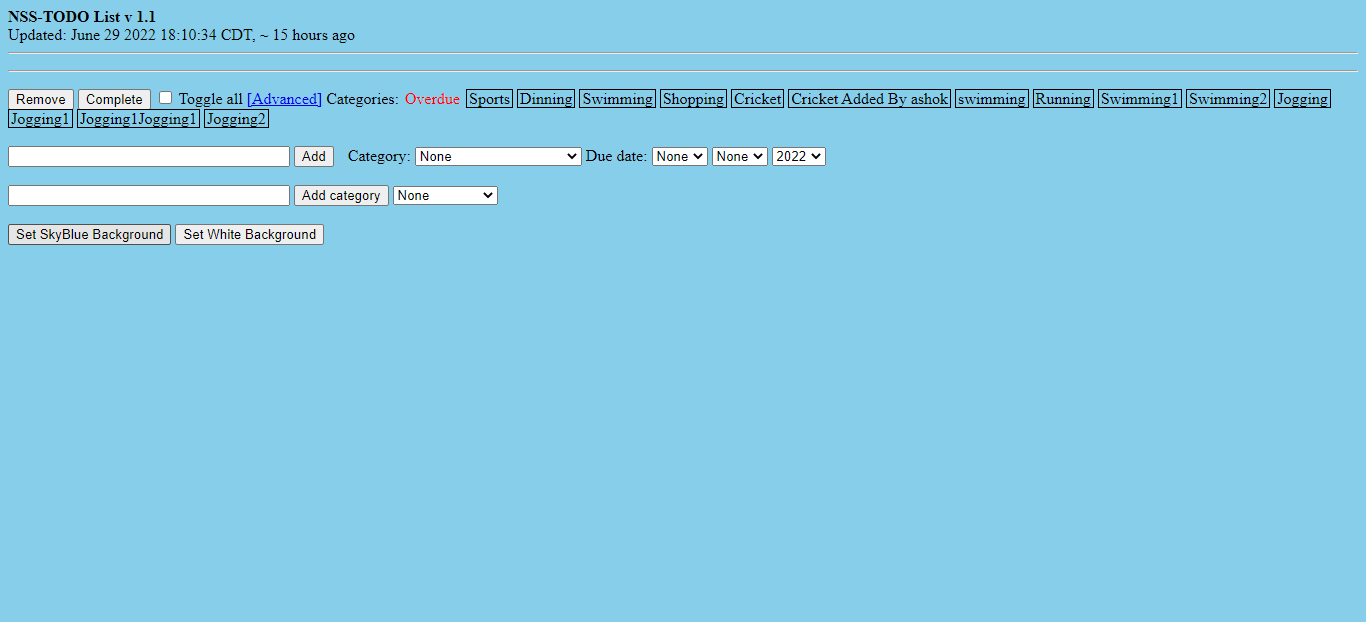 NSS-TODO List v 1.1
Updated: June 29 2022 18:10:34 CDT, ~ 15 hours ago
Remove Complete Toggle all [Advanced] Categories: Overdue Sports Dinning Swimming Shopping Cricket Cricket Added By ashok swimming Running Swimming1 Swimming2 Jogging
Jogging1 Jogging1Jogging1 Jogging2
Add Category: None Due date: None None 2022
Add category None
Set SkyBlue Background Set White Background